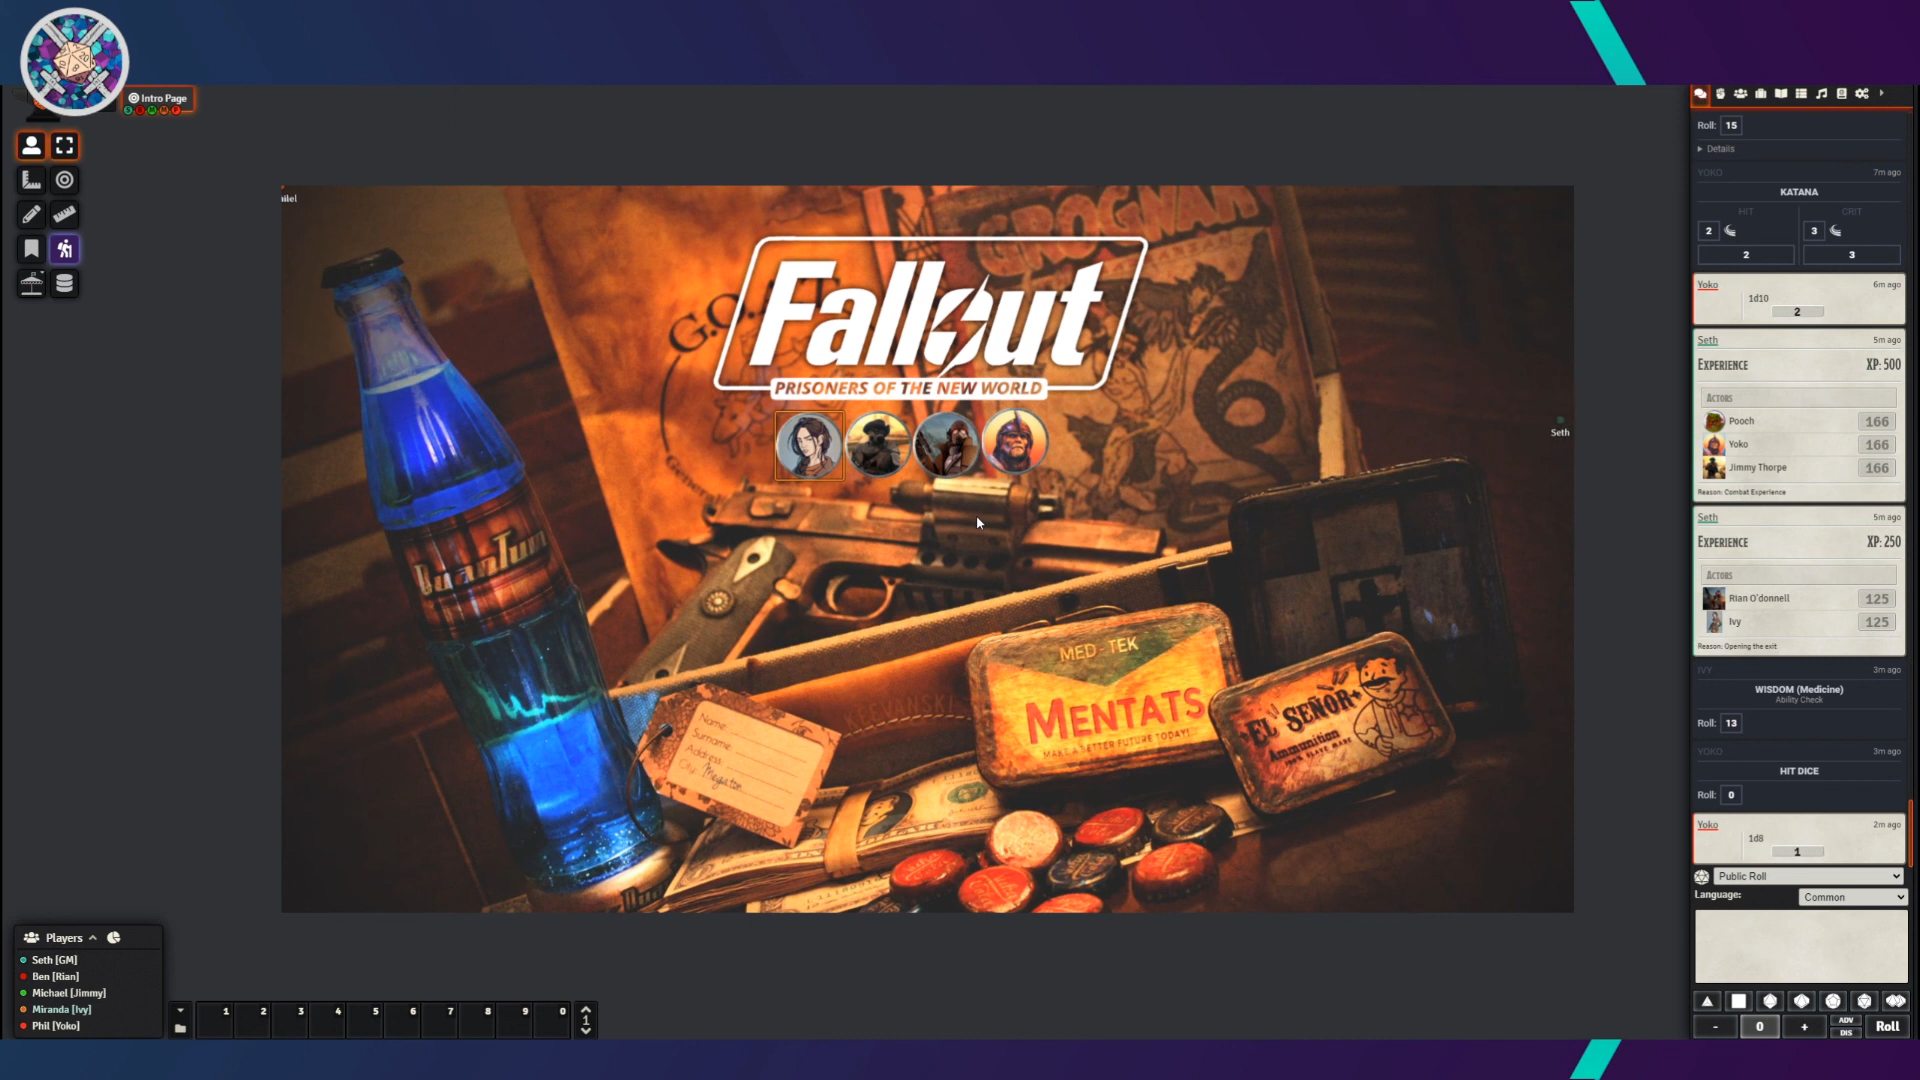 Intro Page
Roll: 15
Details
YOKO 7m ago
KATANA
HIT CRIT
2 3
2 3
Yoko 6m ago
1d10
2
Seth 5m ago
EXPERIENCE XP: 500
ACTORS
Pooch 166
Yoko 166
Jimmy Thorpe 166
Reason: Combat Experience
Seth 5m ago
EXPERIENCE XP: 250
ACTORS
Rian O'donnell 125
Ivy 125
Reason: Opening the exit
IVY 3m ago
WISDOM (Medicine)
Ability Check
Roll: 13
YOKO 3m ago
HIT DICE
Roll: 0
Yoko 2m ago
1d8
1
Public Roll
Language: Common
- 0 + ADV DIS Roll
GROGNAK
G.O.A.T
Fallout
PRISONERS OF THE NEW WORLD
Seth
Quantum
MED-TEK
MENTATS
MAKE A BETTER FUTURE TODAY!
EL SEÑOR
Ammunition
Name
Surname
Address
City
Players
Seth [GM]
Ben [Rian]
Michael [Jimmy]
Miranda [Ivy]
Phil [Yoko]
1 2 3 4 5 6 7 8 9 0
1